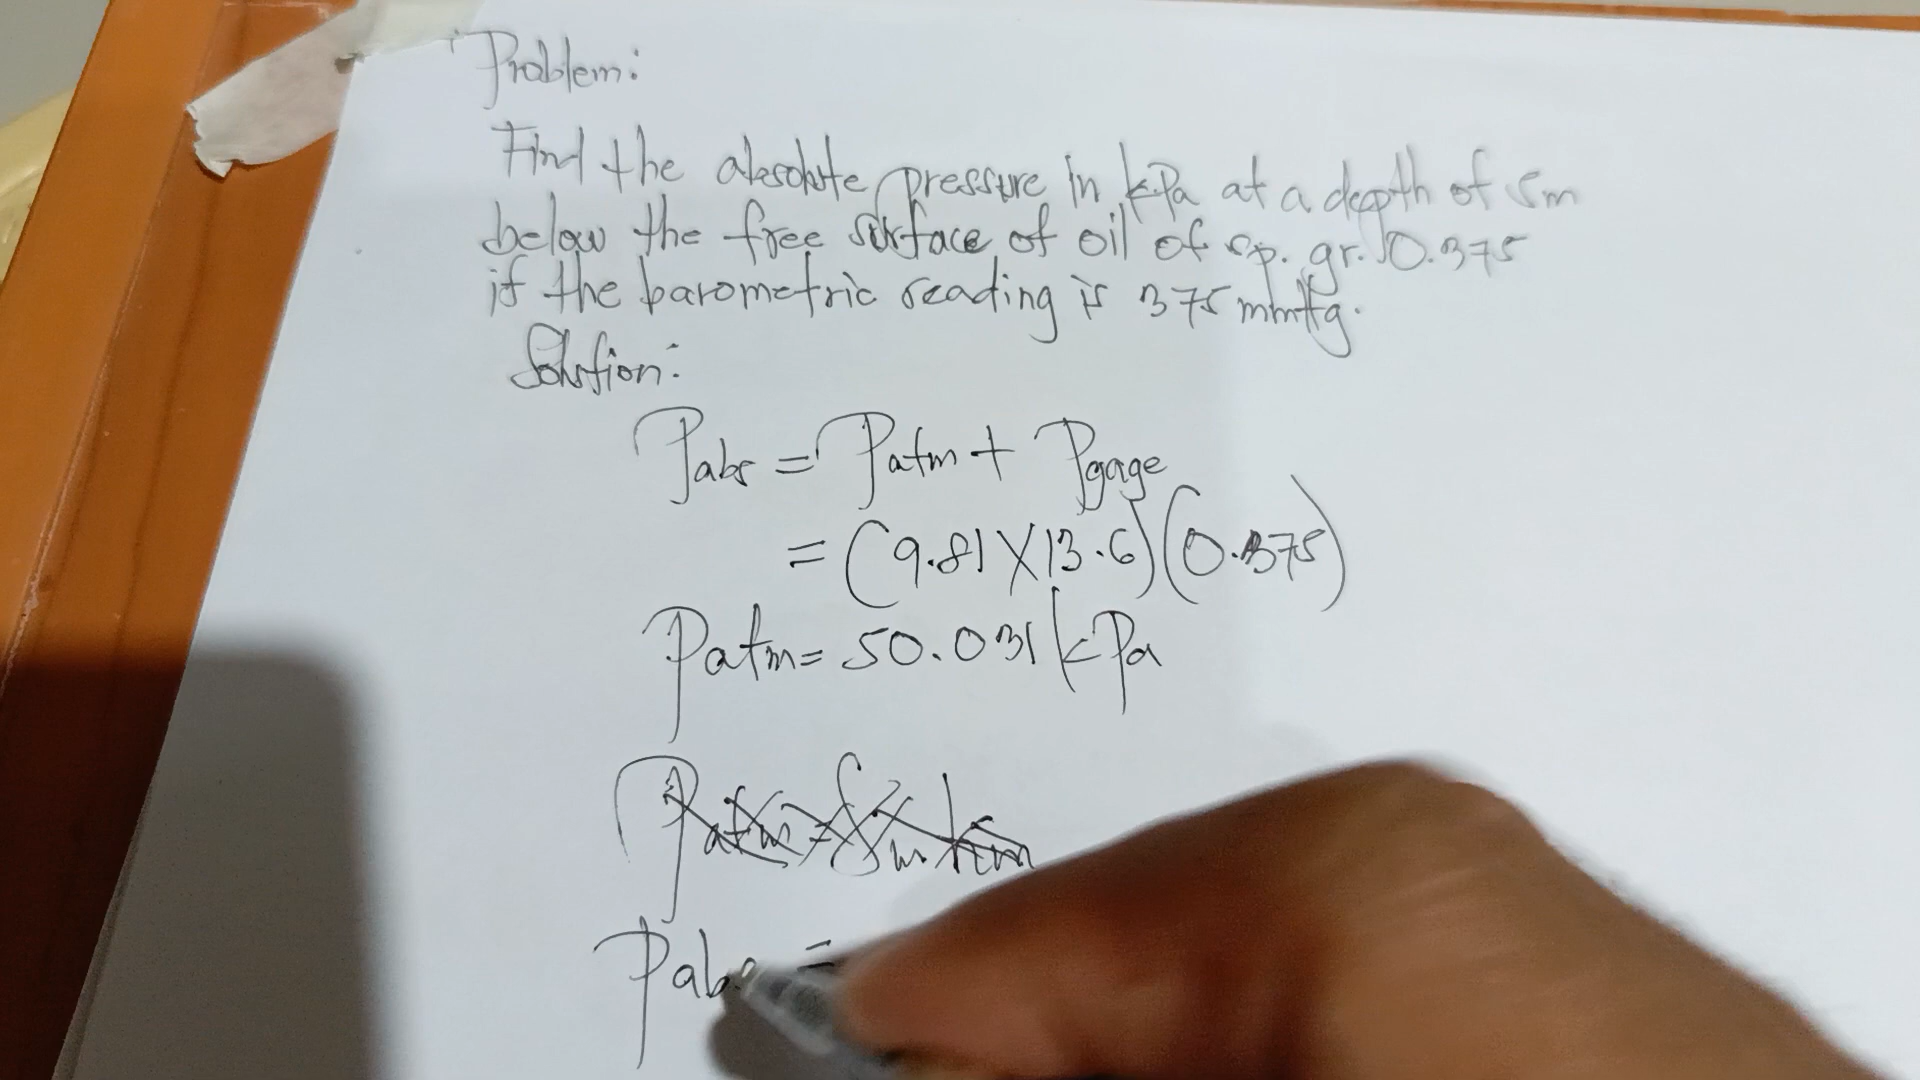 Problem:
Find the absolute pressure in kPa at a depth of 5m
below the free surface of oil of sp. gr. 0.375
if the barometric reading is 375 mmHg.
Solution:
Pabs = Patm + Pgage
= (9.81 X 13.6)(0.375)
Patm = 50.031 kPa
Pabs =